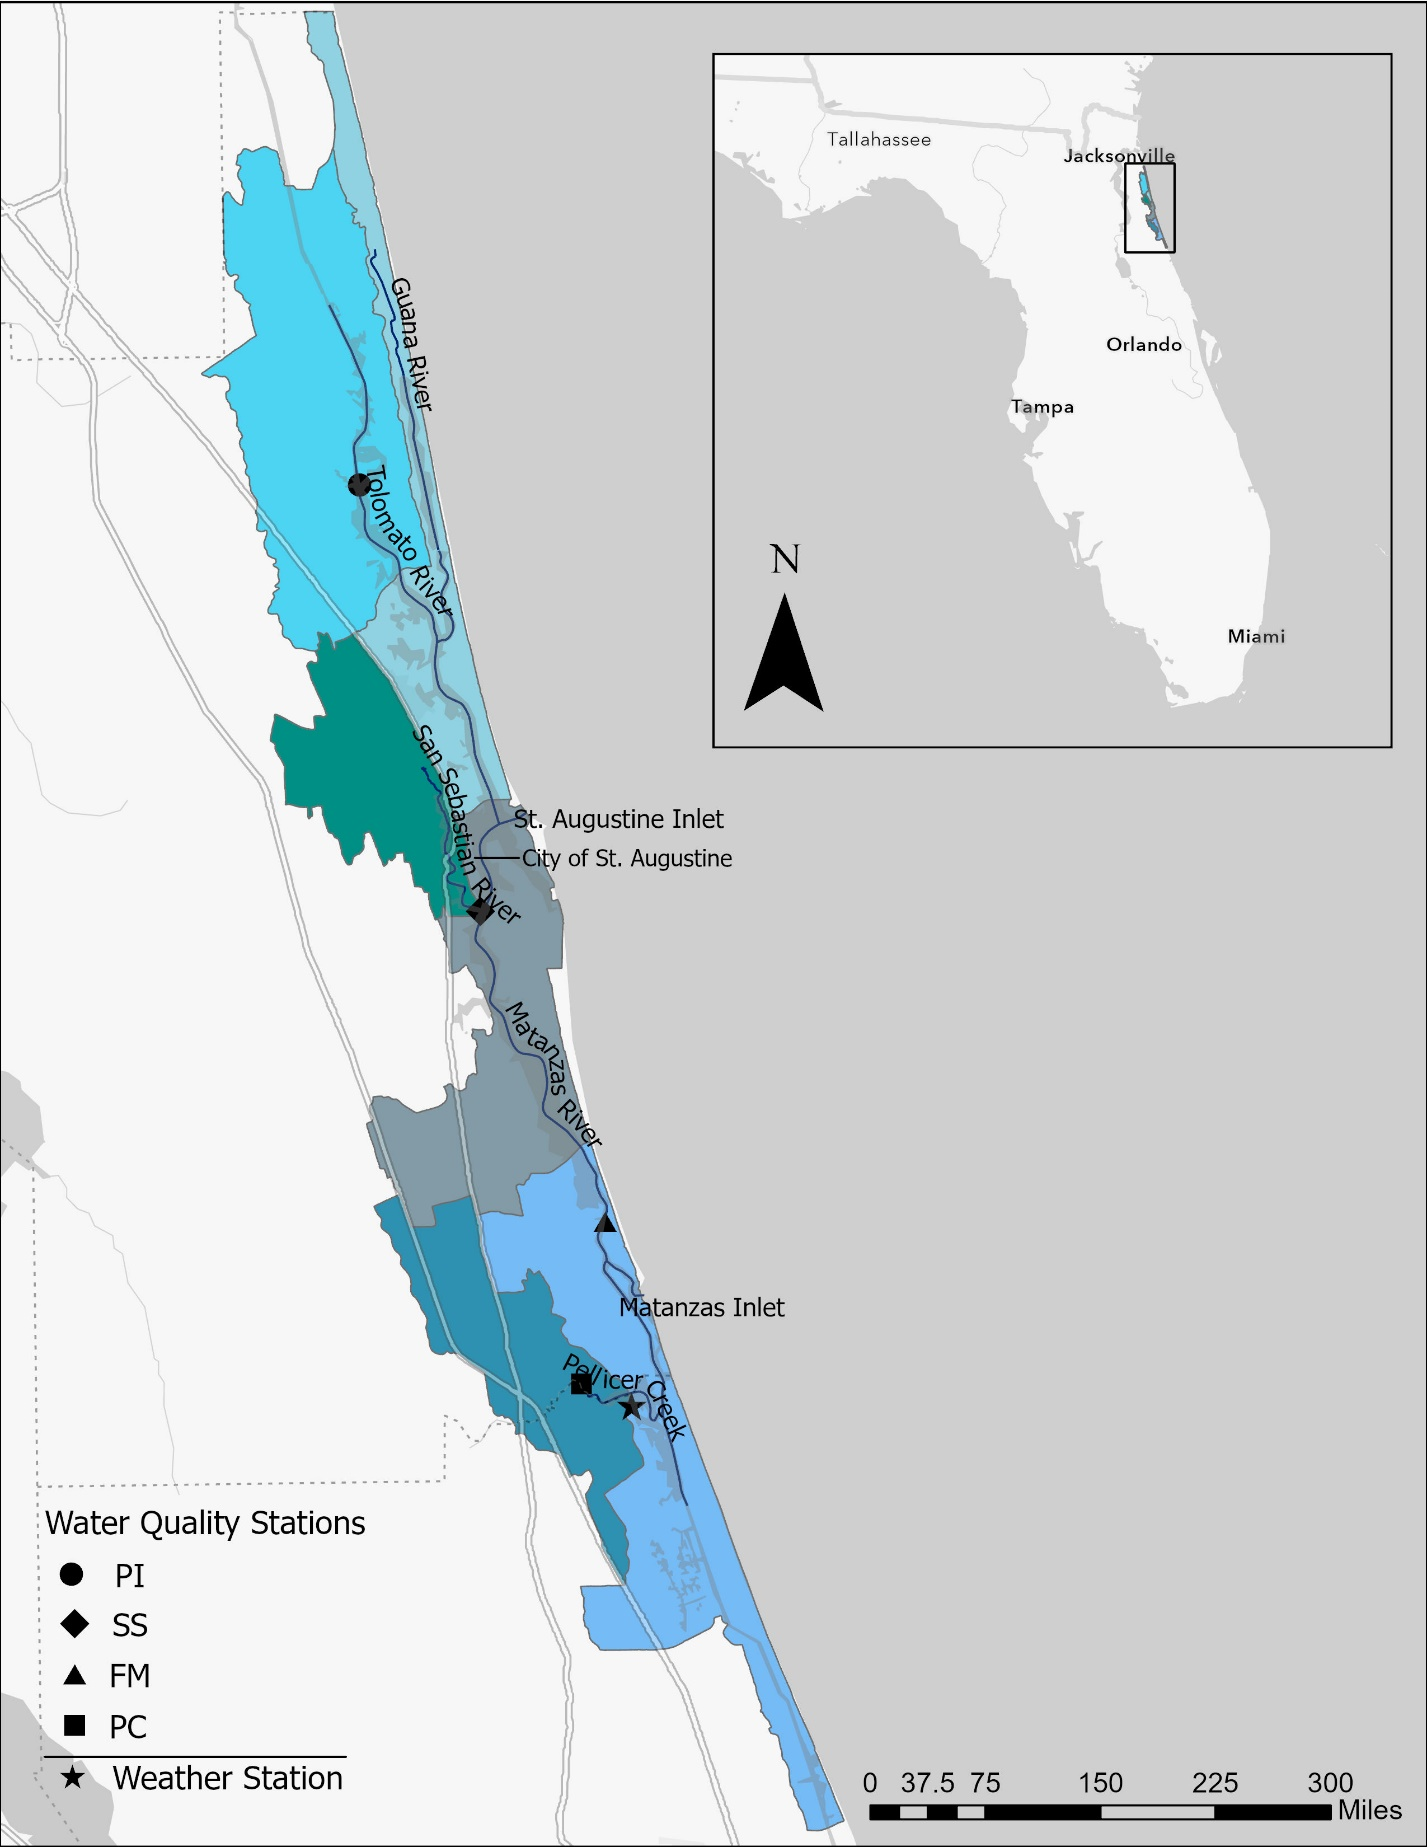 Tallahassee
Jacksonville
Orlando
Tampa
Miami
N
Guana River
Tolomato River
San Sebastian River
St. Augustine Inlet
City of St. Augustine
Matanzas River
Matanzas Inlet
Pellicer Creek
Water Quality Stations
PI
SS
FM
PC
Weather Station
0 37.5 75 150 225 300
Miles